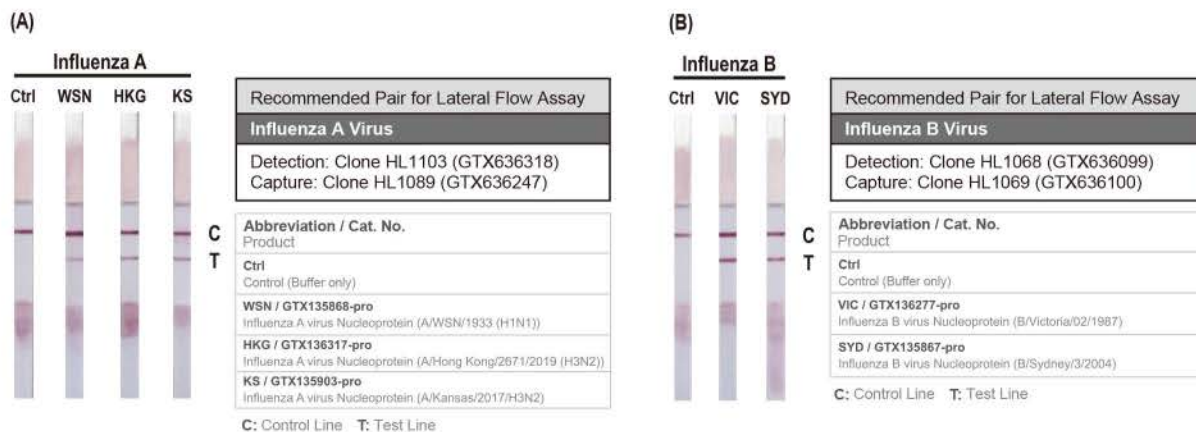 (A)
Influenza A
Ctrl WSN HKG KS
C
T
Recommended Pair for Lateral Flow Assay
Influenza A Virus
Detection: Clone HL1103 (GTX636318)
Capture: Clone HL1089 (GTX636247)
Abbreviation / Cat. No.
Product
Ctrl
Control (Buffer only)
WSN / GTX135868-pro
Influenza A virus Nucleoprotein (A/WSN/1933 (H1N1))
HKG / GTX136317-pro
Influenza A virus Nucleoprotein (A/Hong Kong/2671/2019 (H3N2))
KS / GTX135903-pro
Influenza A virus Nucleoprotein (A/Kansas/2017/H3N2)
C: Control Line T: Test Line
(B)
Influenza B
Ctrl VIC SYD
C
T
Recommended Pair for Lateral Flow Assay
Influenza B Virus
Detection: Clone HL1068 (GTX636099)
Capture: Clone HL1069 (GTX636100)
Abbreviation / Cat. No.
Product
Ctrl
Control (Buffer only)
VIC / GTX136277-pro
Influenza B virus Nucleoprotein (B/Victoria/02/1987)
SYD / GTX135867-pro
Influenza B virus Nucleoprotein (B/Sydney/3/2004)
C: Control Line T: Test Line